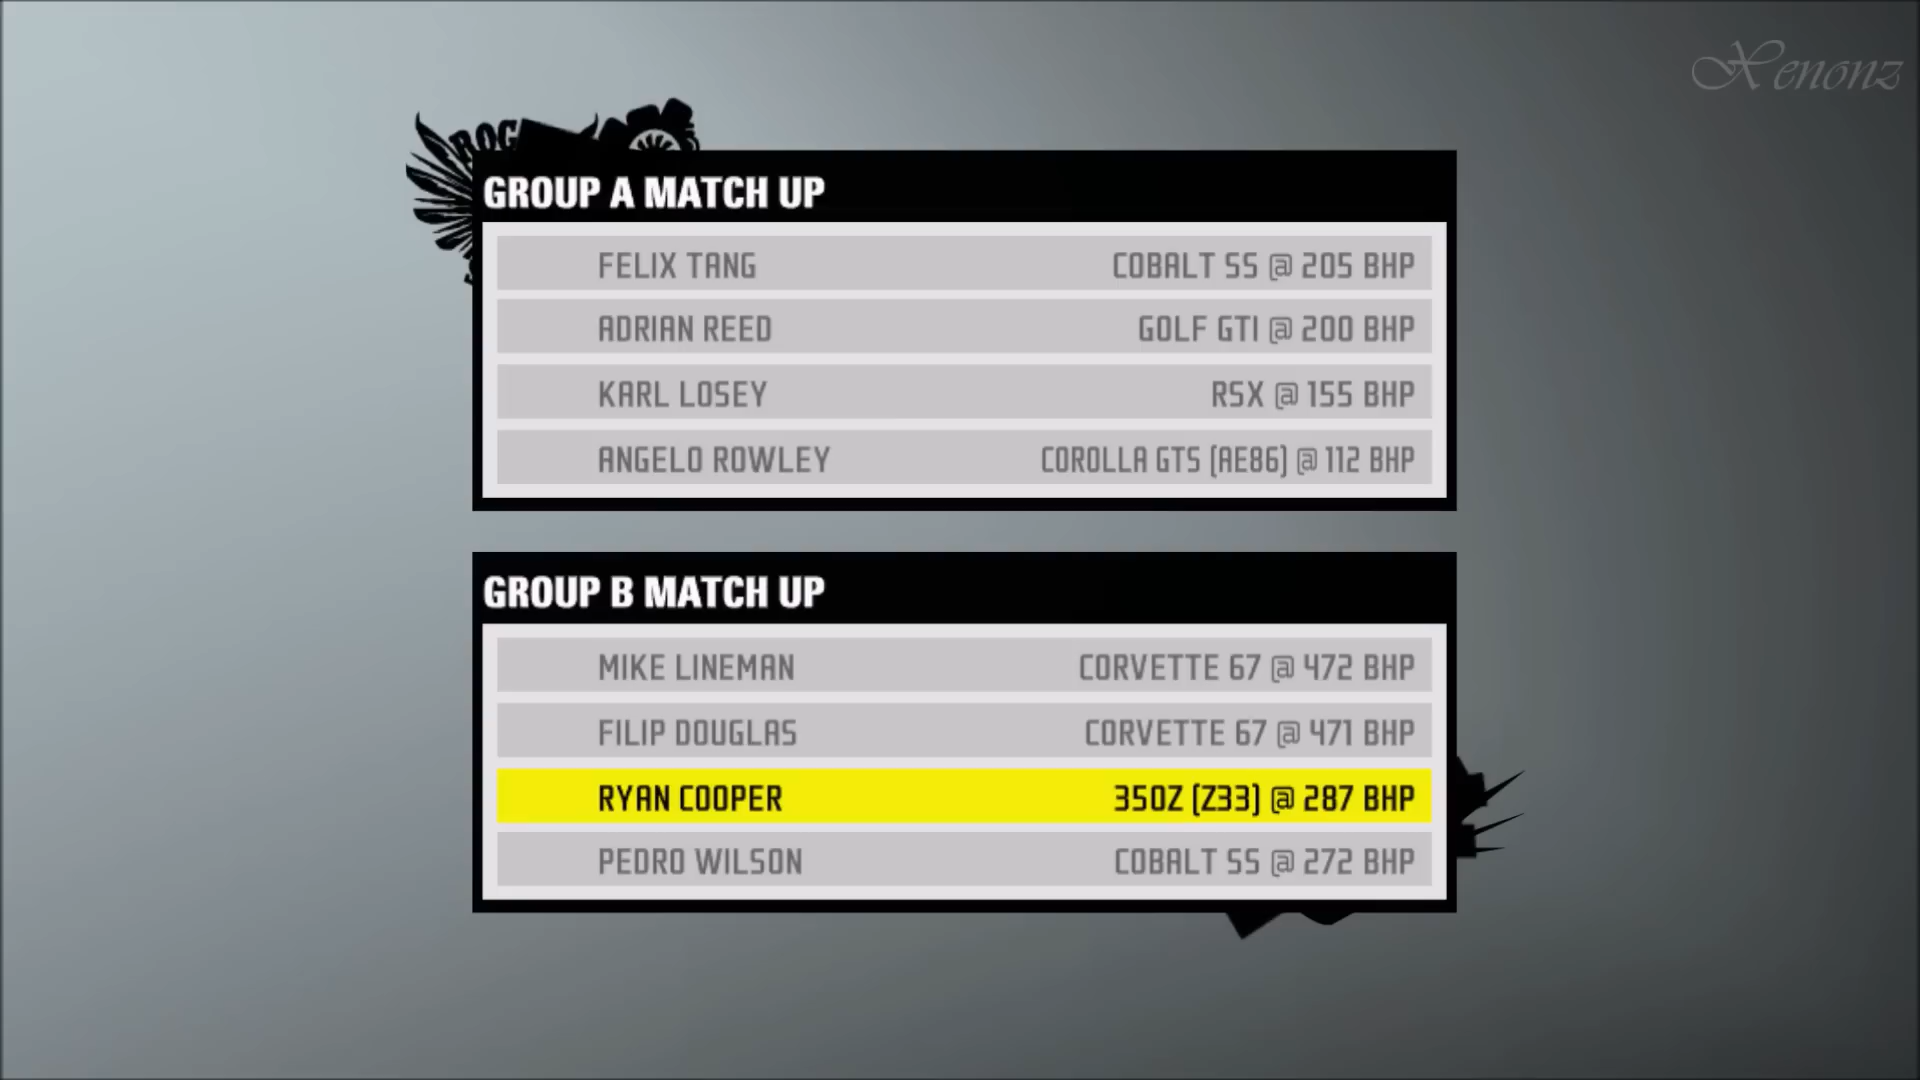 Xenonz
ROG
GROUP A MATCH UP
FELIX TANG COBALT SS @ 205 BHP
ADRIAN REED GOLF GTI @ 200 BHP
KARL LOSEY RSX @ 155 BHP
ANGELO ROWLEY COROLLA GTS (AE86) @ 112 BHP
GROUP B MATCH UP
MIKE LINEMAN CORVETTE 67 @ 472 BHP
FILIP DOUGLAS CORVETTE 67 @ 471 BHP
RYAN COOPER 350Z (Z33) @ 287 BHP
PEDRO WILSON COBALT SS @ 272 BHP